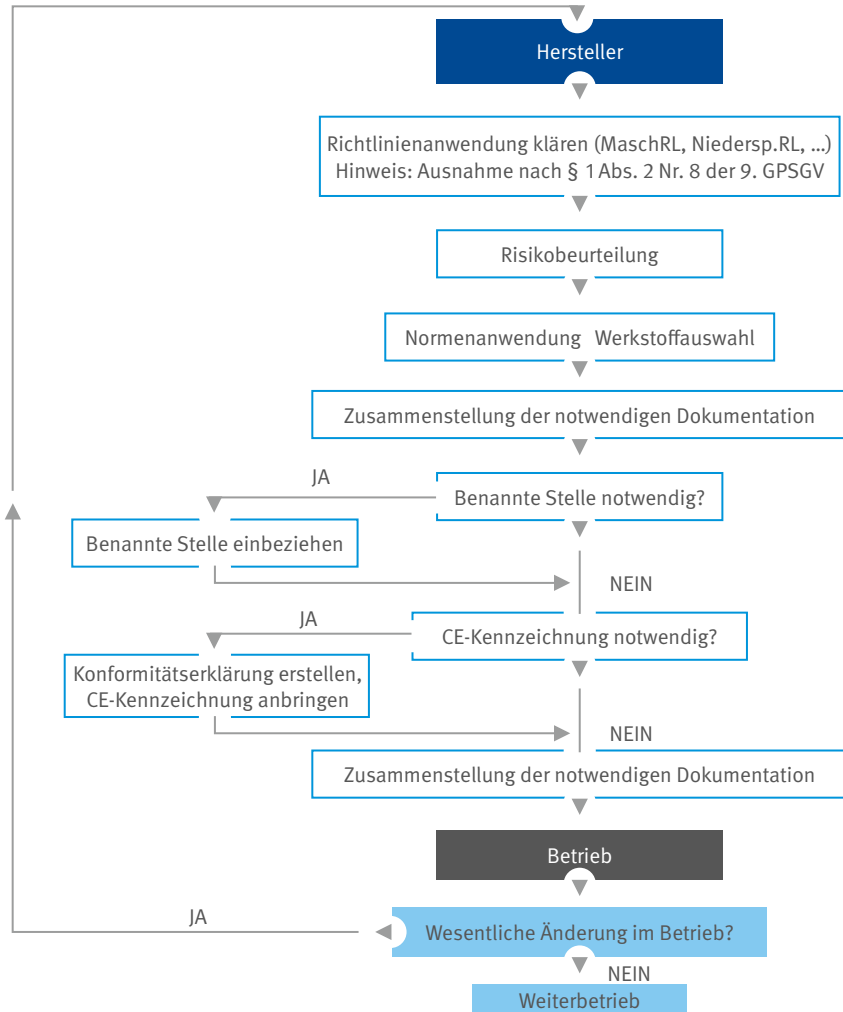 Hersteller
Richtlinienanwendung klären (MaschRL, Niedersp.RL, ...)
Hinweis: Ausnahme nach § 1 Abs. 2 Nr. 8 der 9. GPSGV
Risikobeurteilung
Normenanwendung Werkstoffauswahl
Zusammenstellung der notwendigen Dokumentation
JA
Benannte Stelle notwendig?
Benannte Stelle einbeziehen
NEIN
JA
CE-Kennzeichnung notwendig?
Konformitätserklärung erstellen,
CE-Kennzeichnung anbringen
NEIN
Zusammenstellung der notwendigen Dokumentation
Betrieb
JA
Wesentliche Änderung im Betrieb?
NEIN
Weiterbetrieb